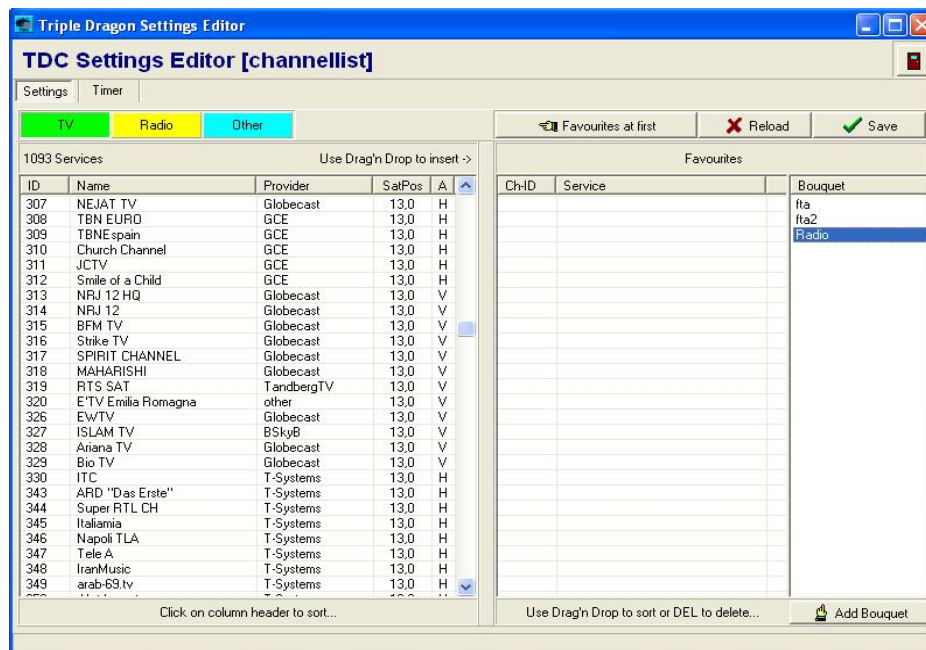 Triple Dragon Settings Editor
TDC Settings Editor [channellist]
Settings Timer
TV Radio Other Favourites at first Reload Save
1093 Services Use Drag'n Drop to insert -> Favourites
ID Name Provider SatPos A Ch-ID Service Bouquet
307 NEJAT TV Globecast 13,0 H fta
308 TBN EURO GCE 13,0 H fta2
309 TBNEspain GCE 13,0 H Radio
310 Church Channel GCE 13,0 H
311 JCTV GCE 13,0 H
312 Smile of a Child GCE 13,0 H
313 NRJ 12 HQ Globecast 13,0 V
314 NRJ 12 Globecast 13,0 V
315 BFM TV Globecast 13,0 V
316 Strike TV Globecast 13,0 V
317 SPIRIT CHANNEL Globecast 13,0 V
318 MAHARISHI Globecast 13,0 V
319 RTS SAT TandbergTV 13,0 V
320 E'TV Emilia Romagna other 13,0 V
326 EWTV Globecast 13,0 V
327 ISLAM TV BSkyB 13,0 V
328 Ariana TV Globecast 13,0 V
329 Bio TV Globecast 13,0 V
330 ITC T-Systems 13,0 H
343 ARD "Das Erste" T-Systems 13,0 H
344 Super RTL CH T-Systems 13,0 H
345 Italiamia T-Systems 13,0 H
346 Napoli TLA T-Systems 13,0 H
347 Tele A T-Systems 13,0 H
348 IranMusic T-Systems 13,0 H
349 arab-69.tv T-Systems 13,0 H
Click on column header to sort... Use Drag'n Drop to sort or DEL to delete... Add Bouquet